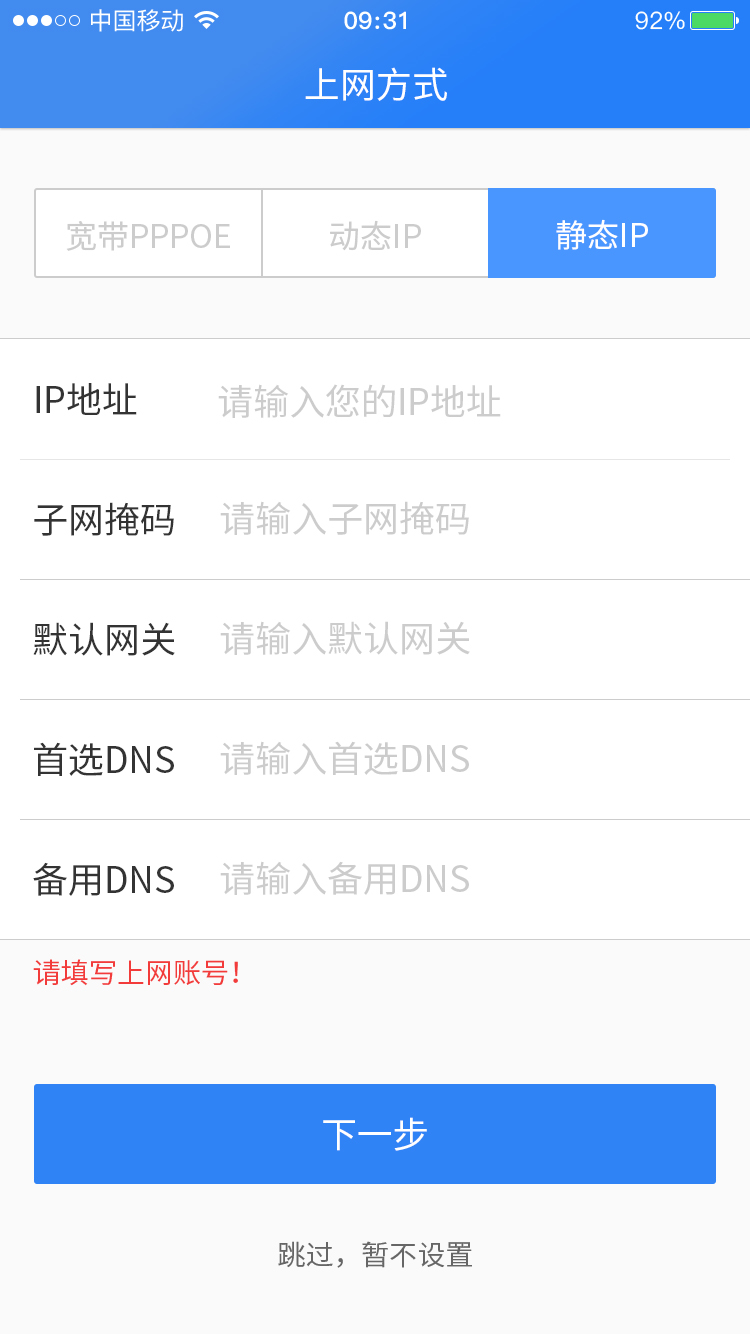 中国移动 09:31 92%
上网方式
宽带PPPOE 动态IP 静态IP
IP地址 请输入您的IP地址
子网掩码 请输入子网掩码
默认网关 请输入默认网关
首选DNS 请输入首选DNS
备用DNS 请输入备用DNS
请填写上网账号！
下一步
跳过，暂不设置